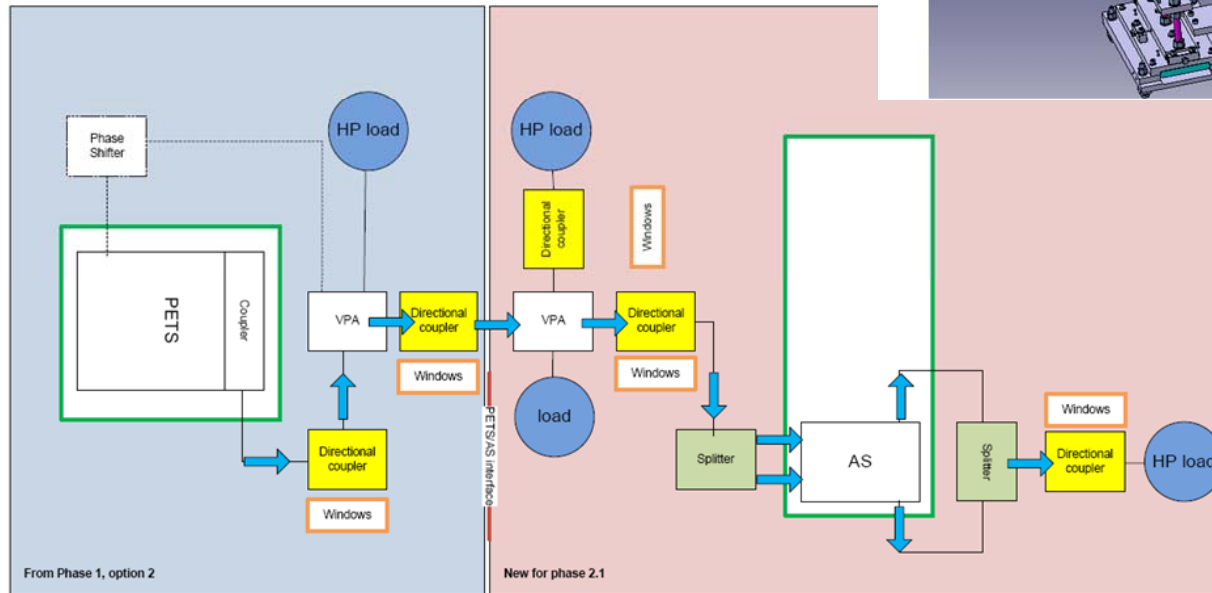 Phase
Shifter
HP load
PETS
Coupler
VPA
Directional
coupler
Windows
Directional
coupler
Windows
From Phase 1, option 2
PETS/AS interface
HP load
Directional
coupler
Windows
VPA
Directional
coupler
Windows
load
Splitter
AS
Splitter
Windows
Directional
coupler
HP load
New for phase 2.1